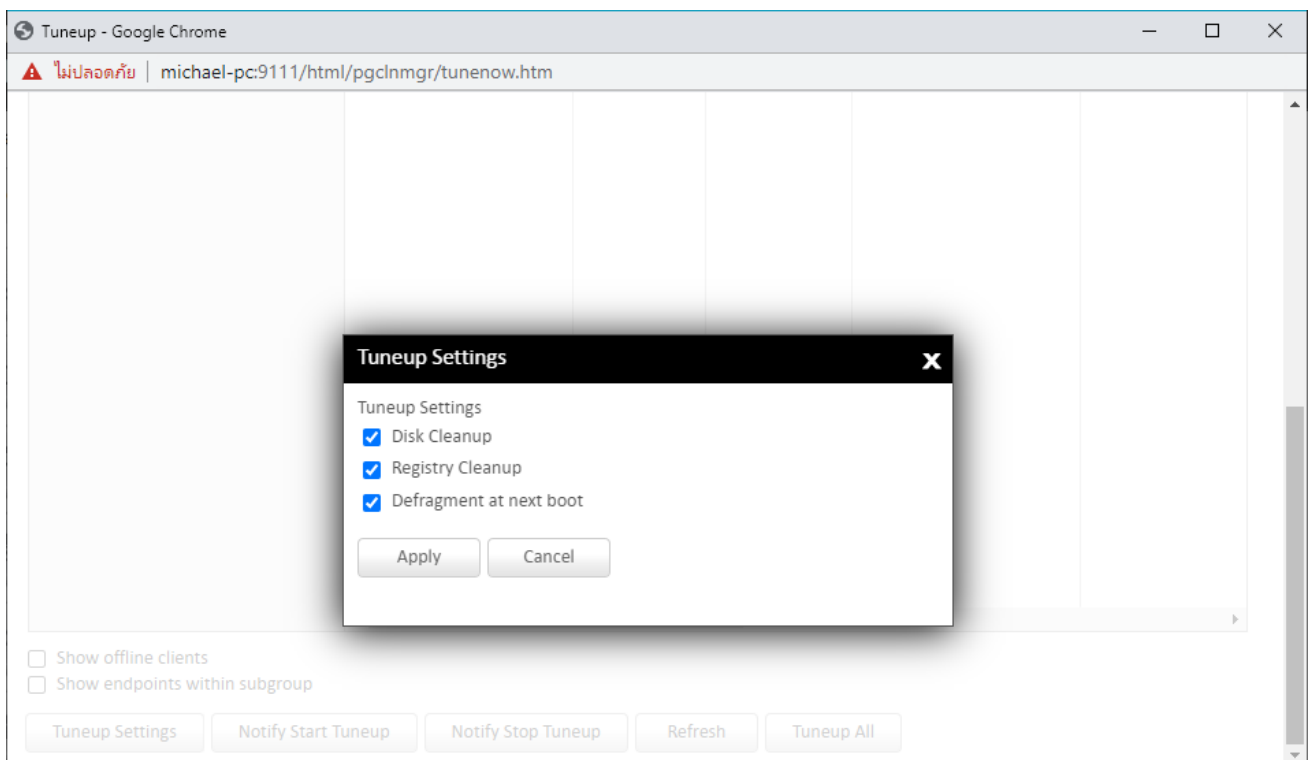 Tuneup - Google Chrome
ไม่ปลอดภัย michael-pc:9111/html/pgclnmgr/tunenow.htm
Tuneup Settings X
Tuneup Settings
Disk Cleanup
Registry Cleanup
Defragment at next boot
Apply Cancel
Show offline clients
Show endpoints within subgroup
Tuneup Settings Notify Start Tuneup Notify Stop Tuneup Refresh Tuneup All